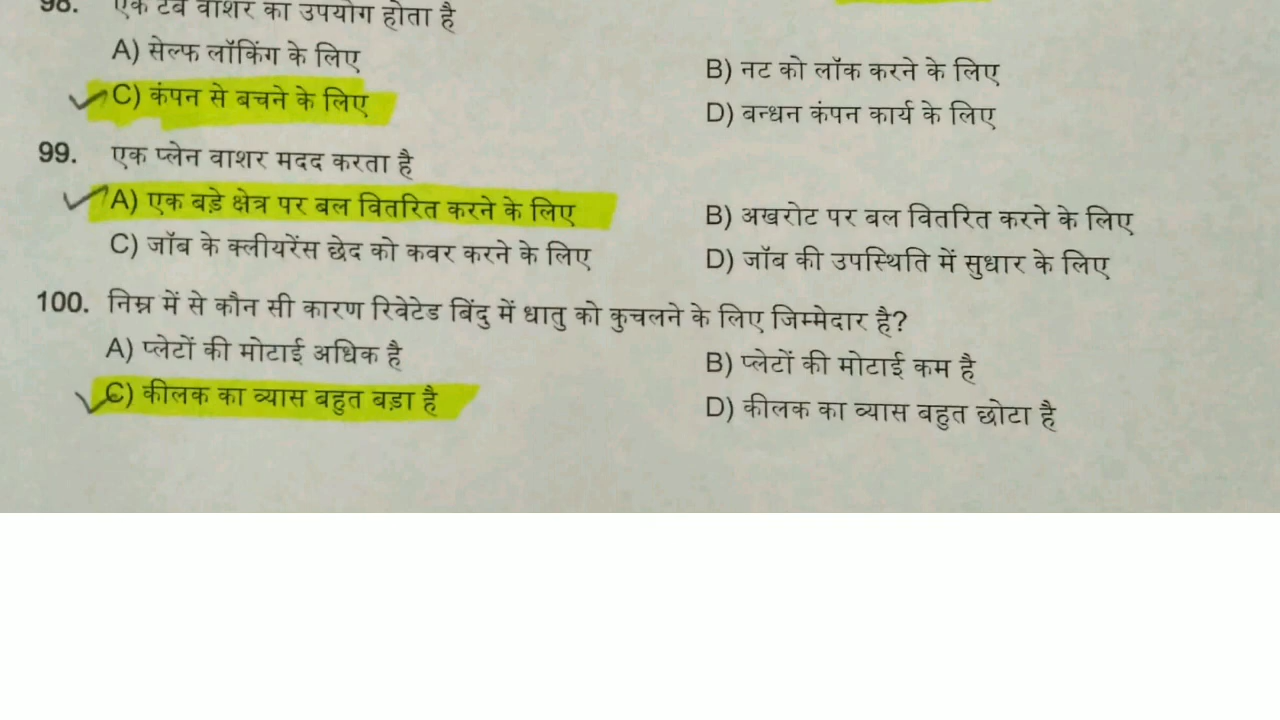 98. एक टैब वाशर का उपयोग होता है
A) सेल्फ लॉकिंग के लिए
B) नट को लॉक करने के लिए
C) कंपन से बचने के लिए
D) बन्धन कंपन कार्य के लिए
99. एक प्लेन वाशर मदद करता है
A) एक बड़े क्षेत्र पर बल वितरित करने के लिए
B) अखरोट पर बल वितरित करने के लिए
C) जॉब के क्लीयरेंस छेद को कवर करने के लिए
D) जॉब की उपस्थिति में सुधार के लिए
100. निम्न में से कौन सी कारण रिवेटेड बिंदु में धातु को कुचलने के लिए जिम्मेदार है?
A) प्लेटों की मोटाई अधिक है
B) प्लेटों की मोटाई कम है
C) कीलक का व्यास बहुत बड़ा है
D) कीलक का व्यास बहुत छोटा है